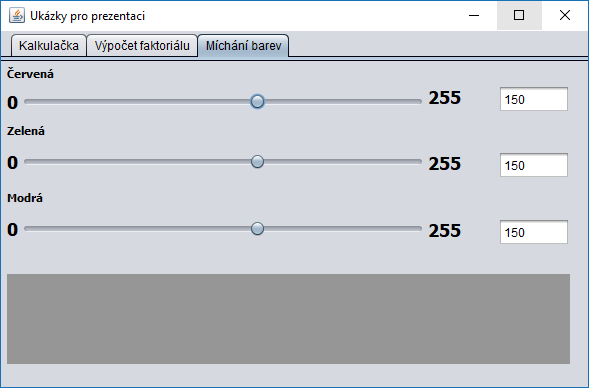 Ukázky pro prezentaci
Kalkulačka Výpočet faktoriálu Míchání barev
Červená
0 255 150
Zelená
0 255 150
Modrá
0 255 150